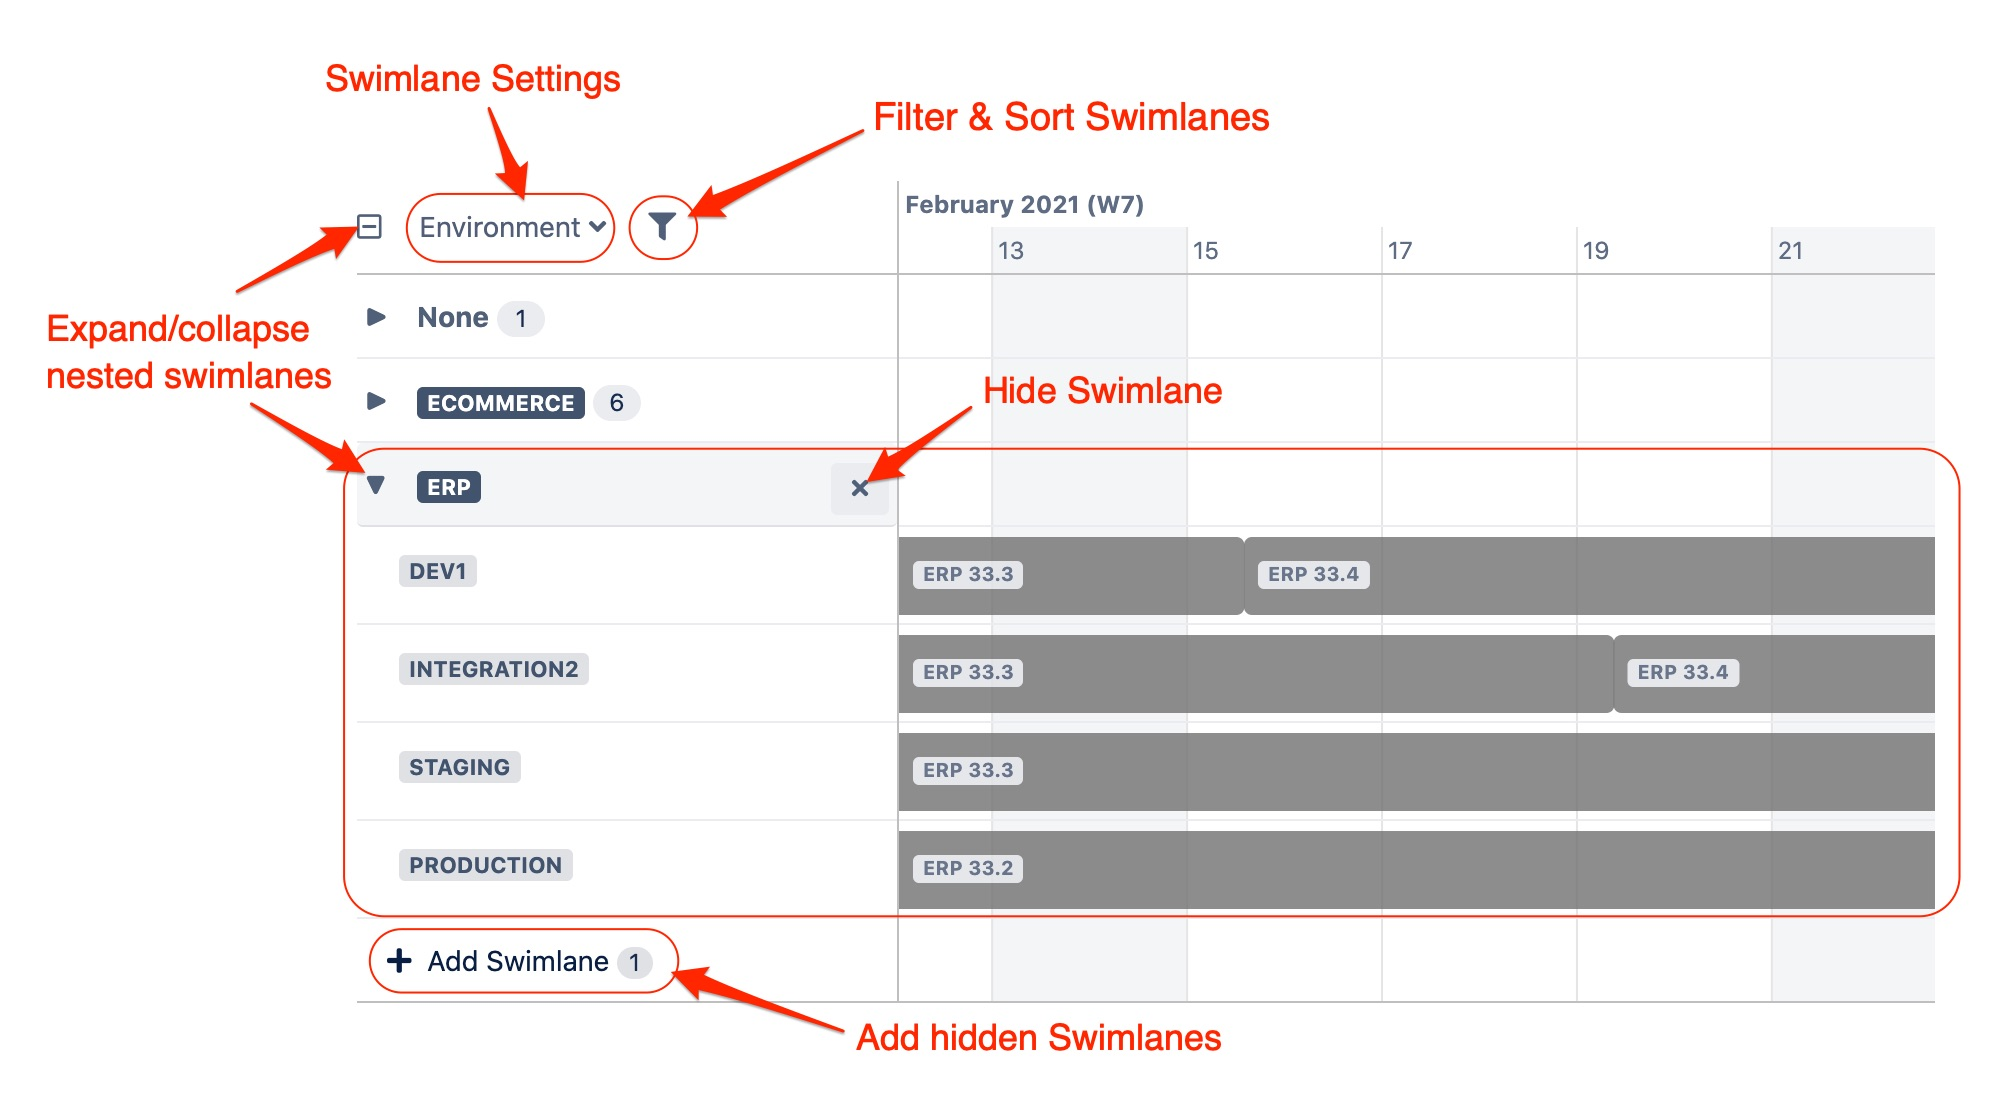 Swimlane Settings
Filter & Sort Swimlanes
Environment
February 2021 (W7)
13 15 17 19 21
None 1
Expand/collapse
nested swimlanes
ECOMMERCE 6
Hide Swimlane
ERP
DEV1 ERP 33.3 ERP 33.4
INTEGRATION2 ERP 33.3 ERP 33.4
STAGING ERP 33.3
PRODUCTION ERP 33.2
Add Swimlane 1
Add hidden Swimlanes